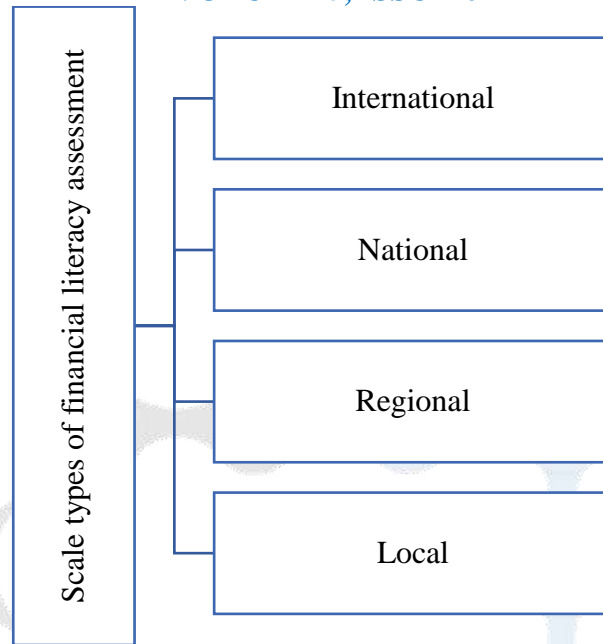 Scale types of financial literacy assessment
International
National
Regional
Local